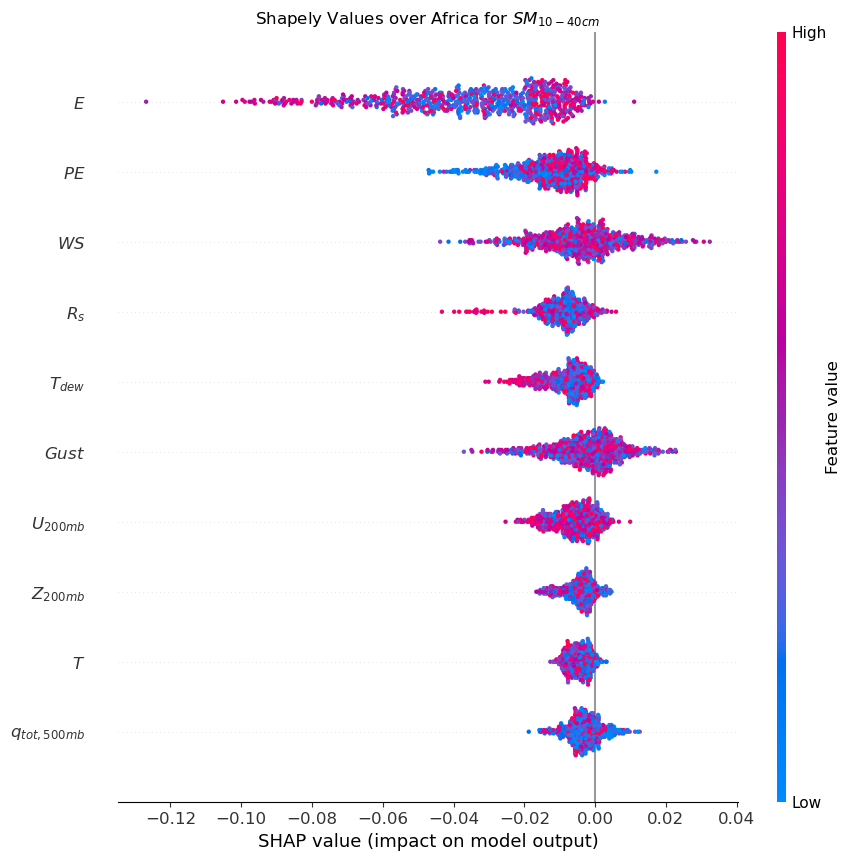 Shapely Values over Africa for SM10−40cm
High
E
PE
WS
Rs
Tdew
Feature value
Gust
U200mb
Z200mb
T
qtot,500mb
Low
−0.12 −0.10 −0.08 −0.06 −0.04 −0.02 0.00 0.02 0.04
SHAP value (impact on model output)